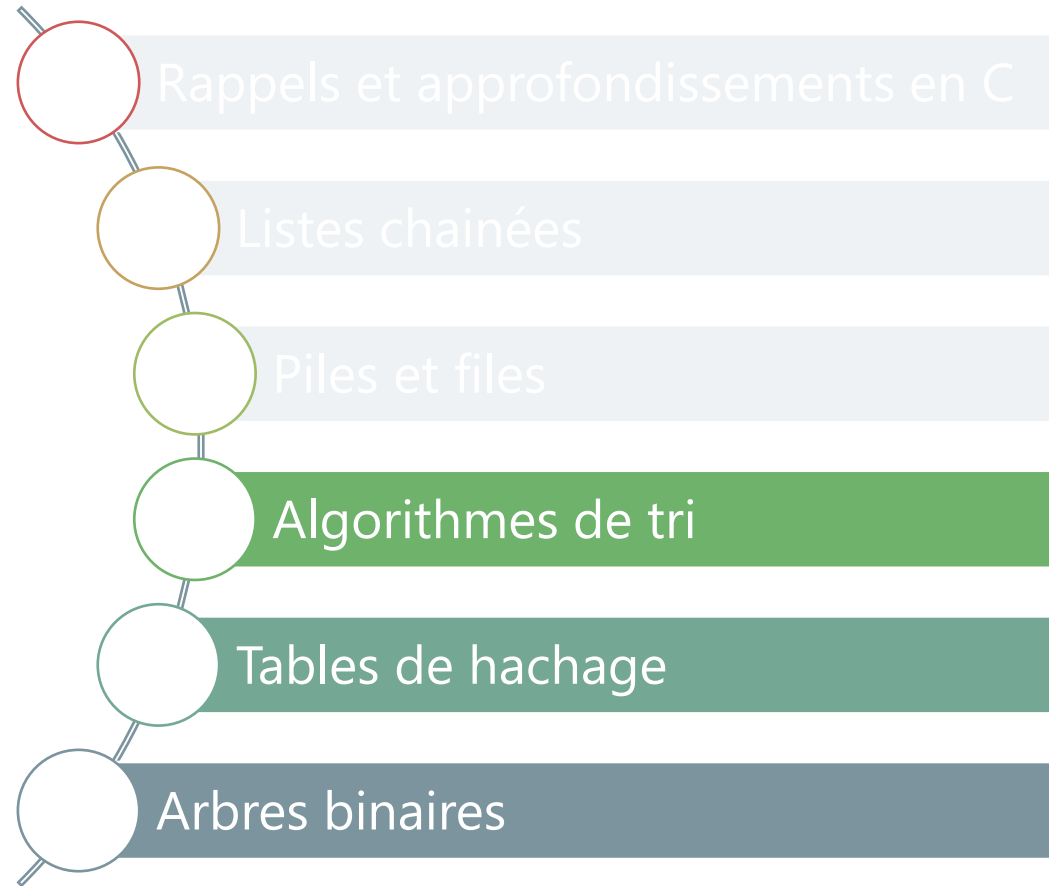 Rappels et approfondissements en C
Listes chainées
Piles et files
Algorithmes de tri
Tables de hachage
Arbres binaires